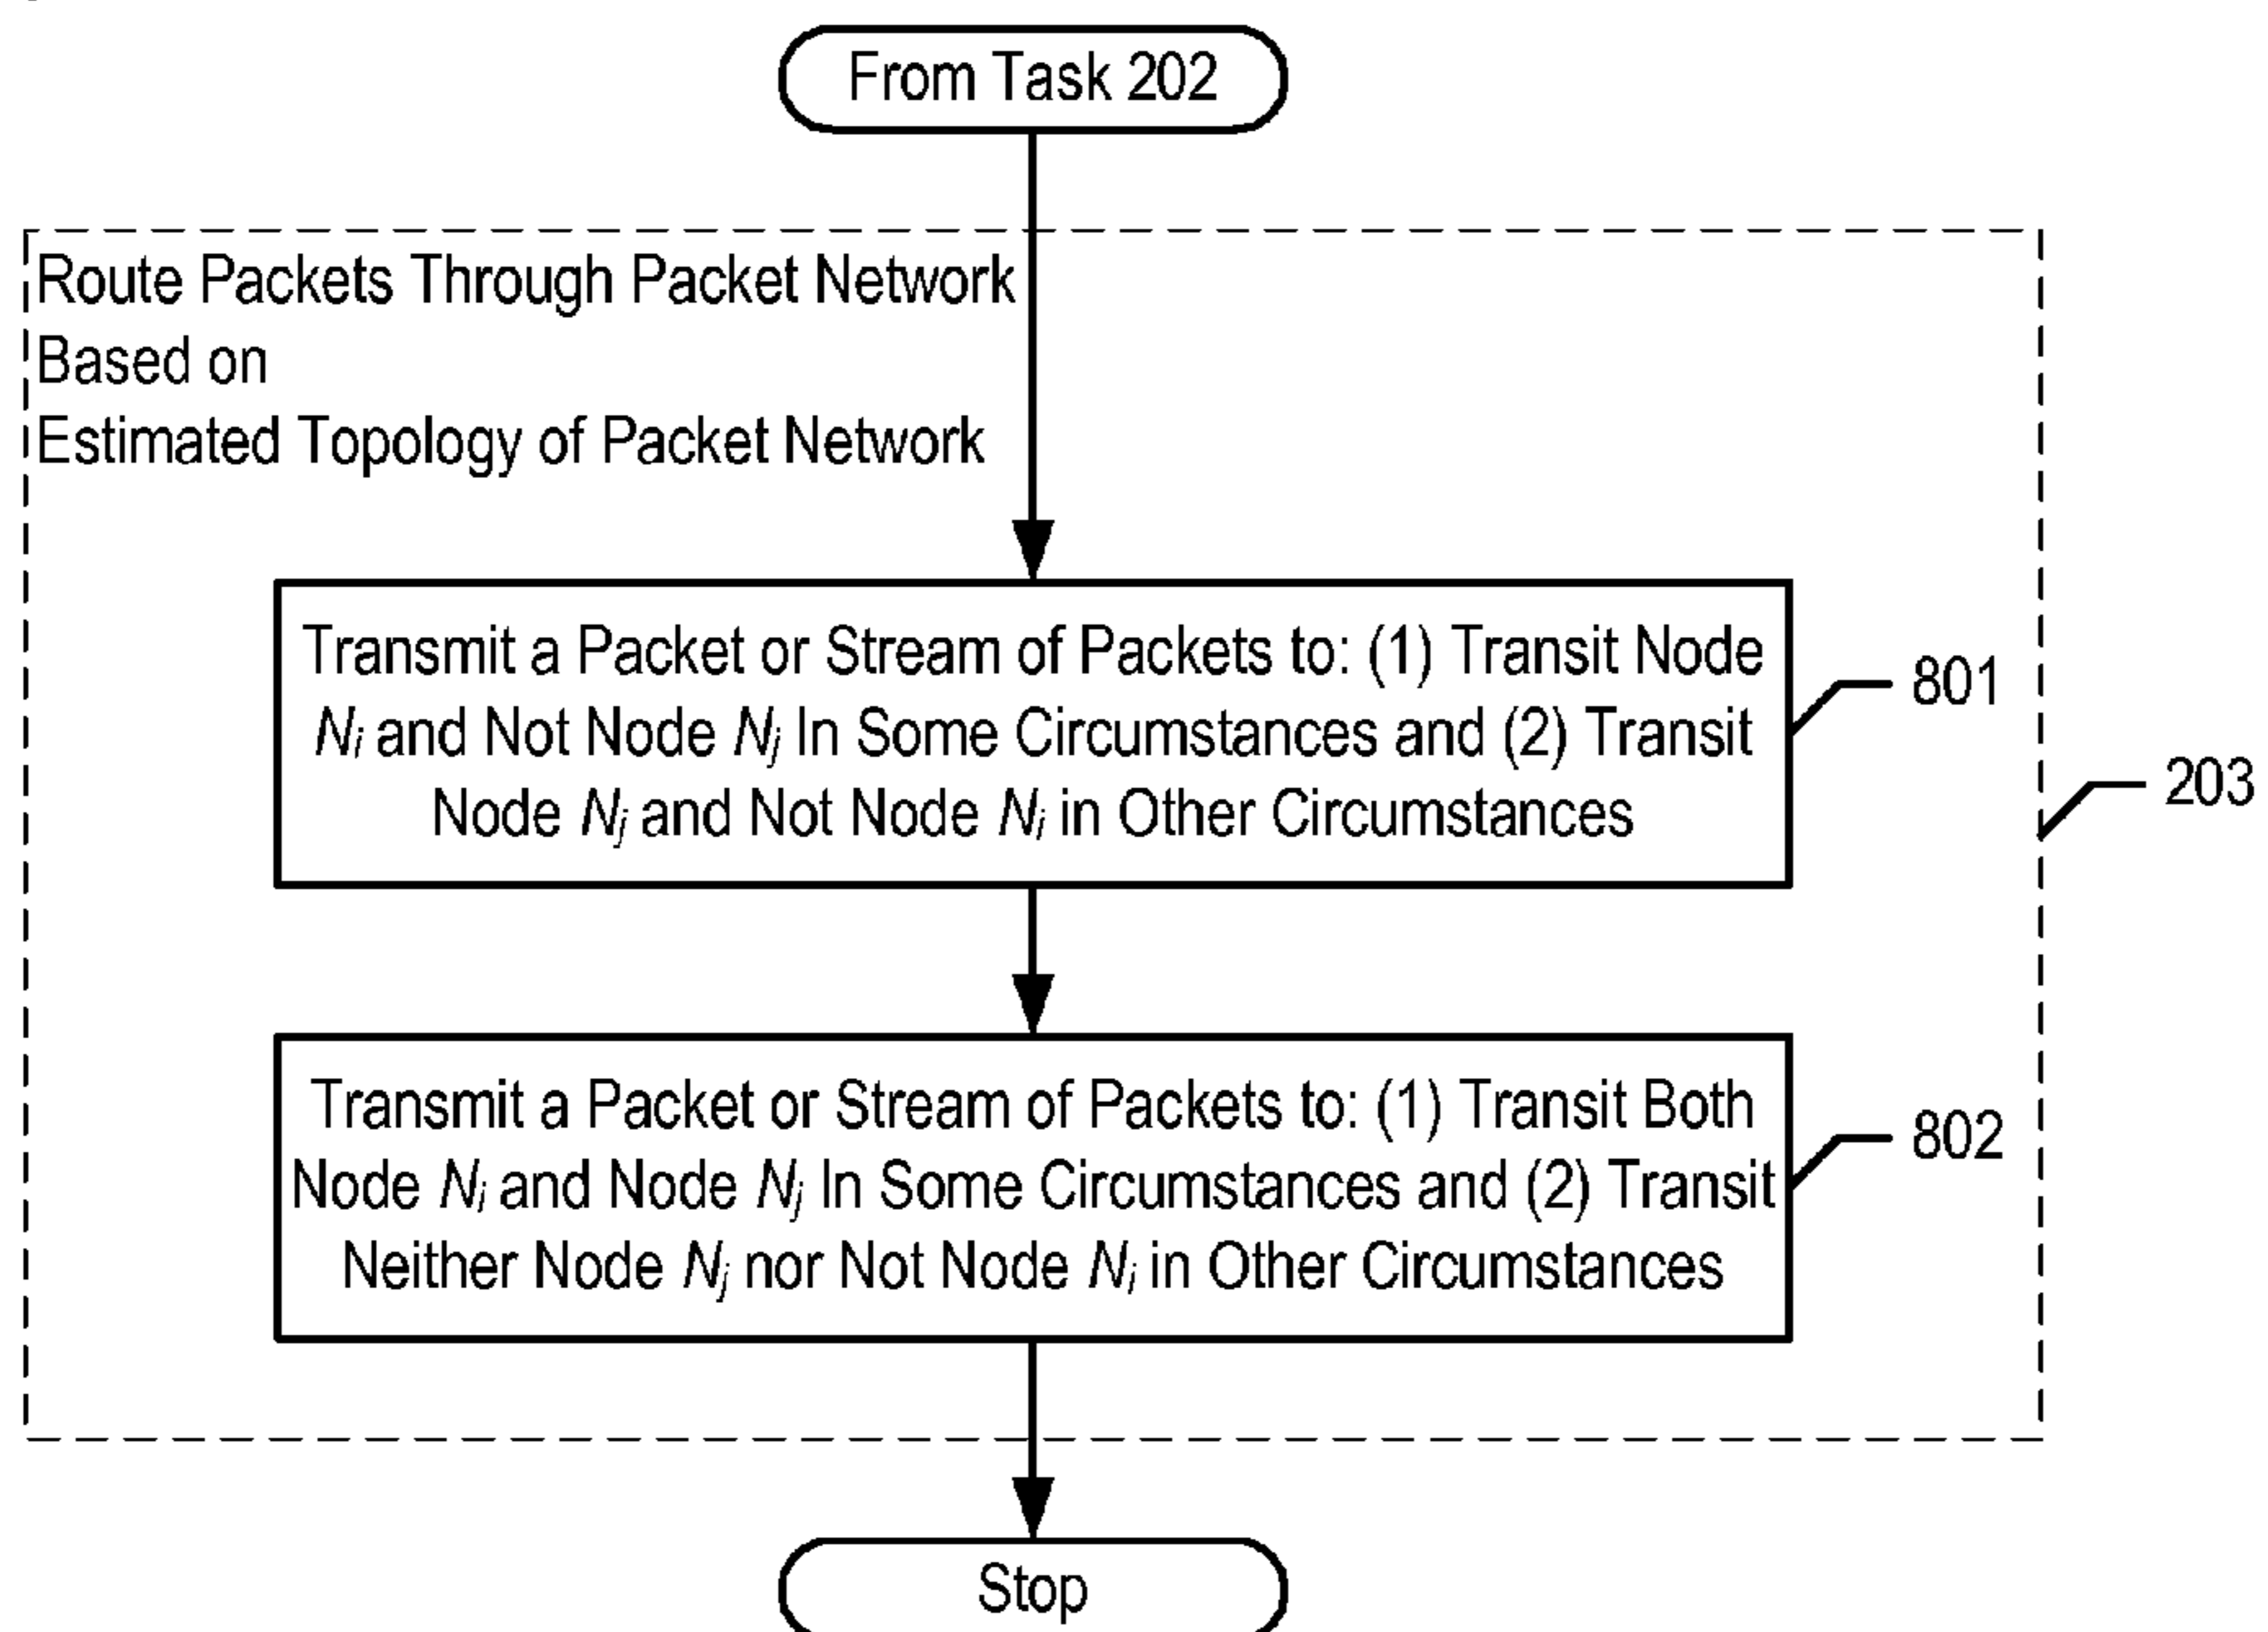 From Task 202
Route Packets Through Packet Network
Based on
Estimated Topology of Packet Network
Transmit a Packet or Stream of Packets to: (1) Transit Node
Ni and Not Node Nj In Some Circumstances and (2) Transit
Node Nj and Not Node Ni in Other Circumstances
801
203
Transmit a Packet or Stream of Packets to: (1) Transit Both
Node Ni and Node Nj In Some Circumstances and (2) Transit
Neither Node Nj nor Not Node Ni in Other Circumstances
802
Stop